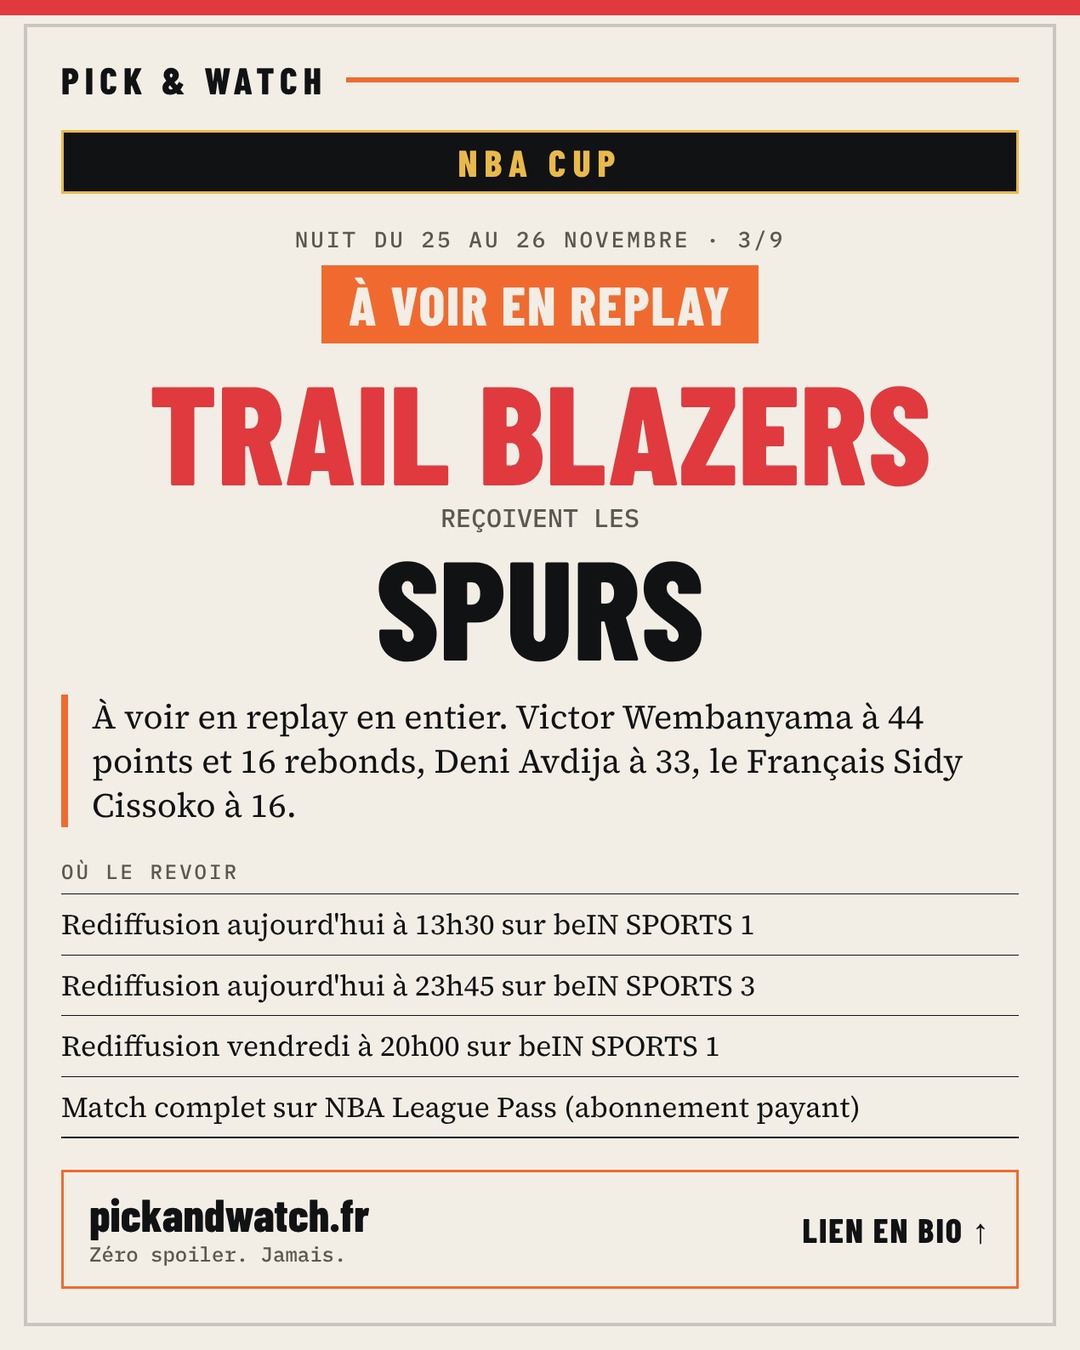 PICK & WATCH
NBA CUP
NUIT DU 25 AU 26 NOVEMBRE · 3/9
À VOIR EN REPLAY
TRAIL BLAZERS
REÇOIVENT LES
SPURS
À voir en replay en entier. Victor Wembanyama à 44
points et 16 rebonds, Deni Avdija à 33, le Français Sidy
Cissoko à 16.
OÙ LE REVOIR
Rediffusion aujourd'hui à 13h30 sur beIN SPORTS 1
Rediffusion aujourd'hui à 23h45 sur beIN SPORTS 3
Rediffusion vendredi à 20h00 sur beIN SPORTS 1
Match complet sur NBA League Pass (abonnement payant)
pickandwatch.fr
Zéro spoiler. Jamais.
LIEN EN BIO ↑